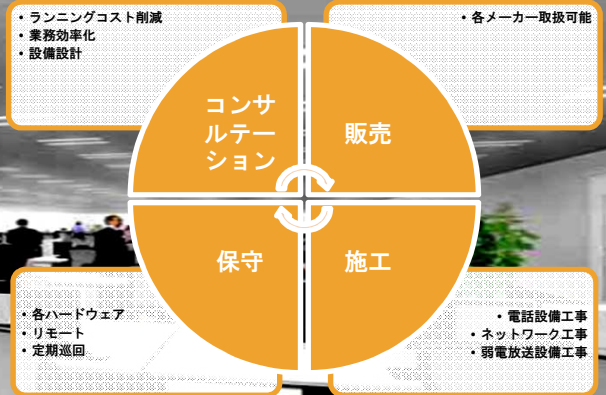 ・ランニングコスト削減
・業務効率化
・設備設計
・各メーカー取扱可能
コンサ
ルテー
ション
販売
保守
施工
・各ハードウェア
・リモート
・定期巡回
・電話設備工事
・ネットワーク工事
・弱電放送設備工事